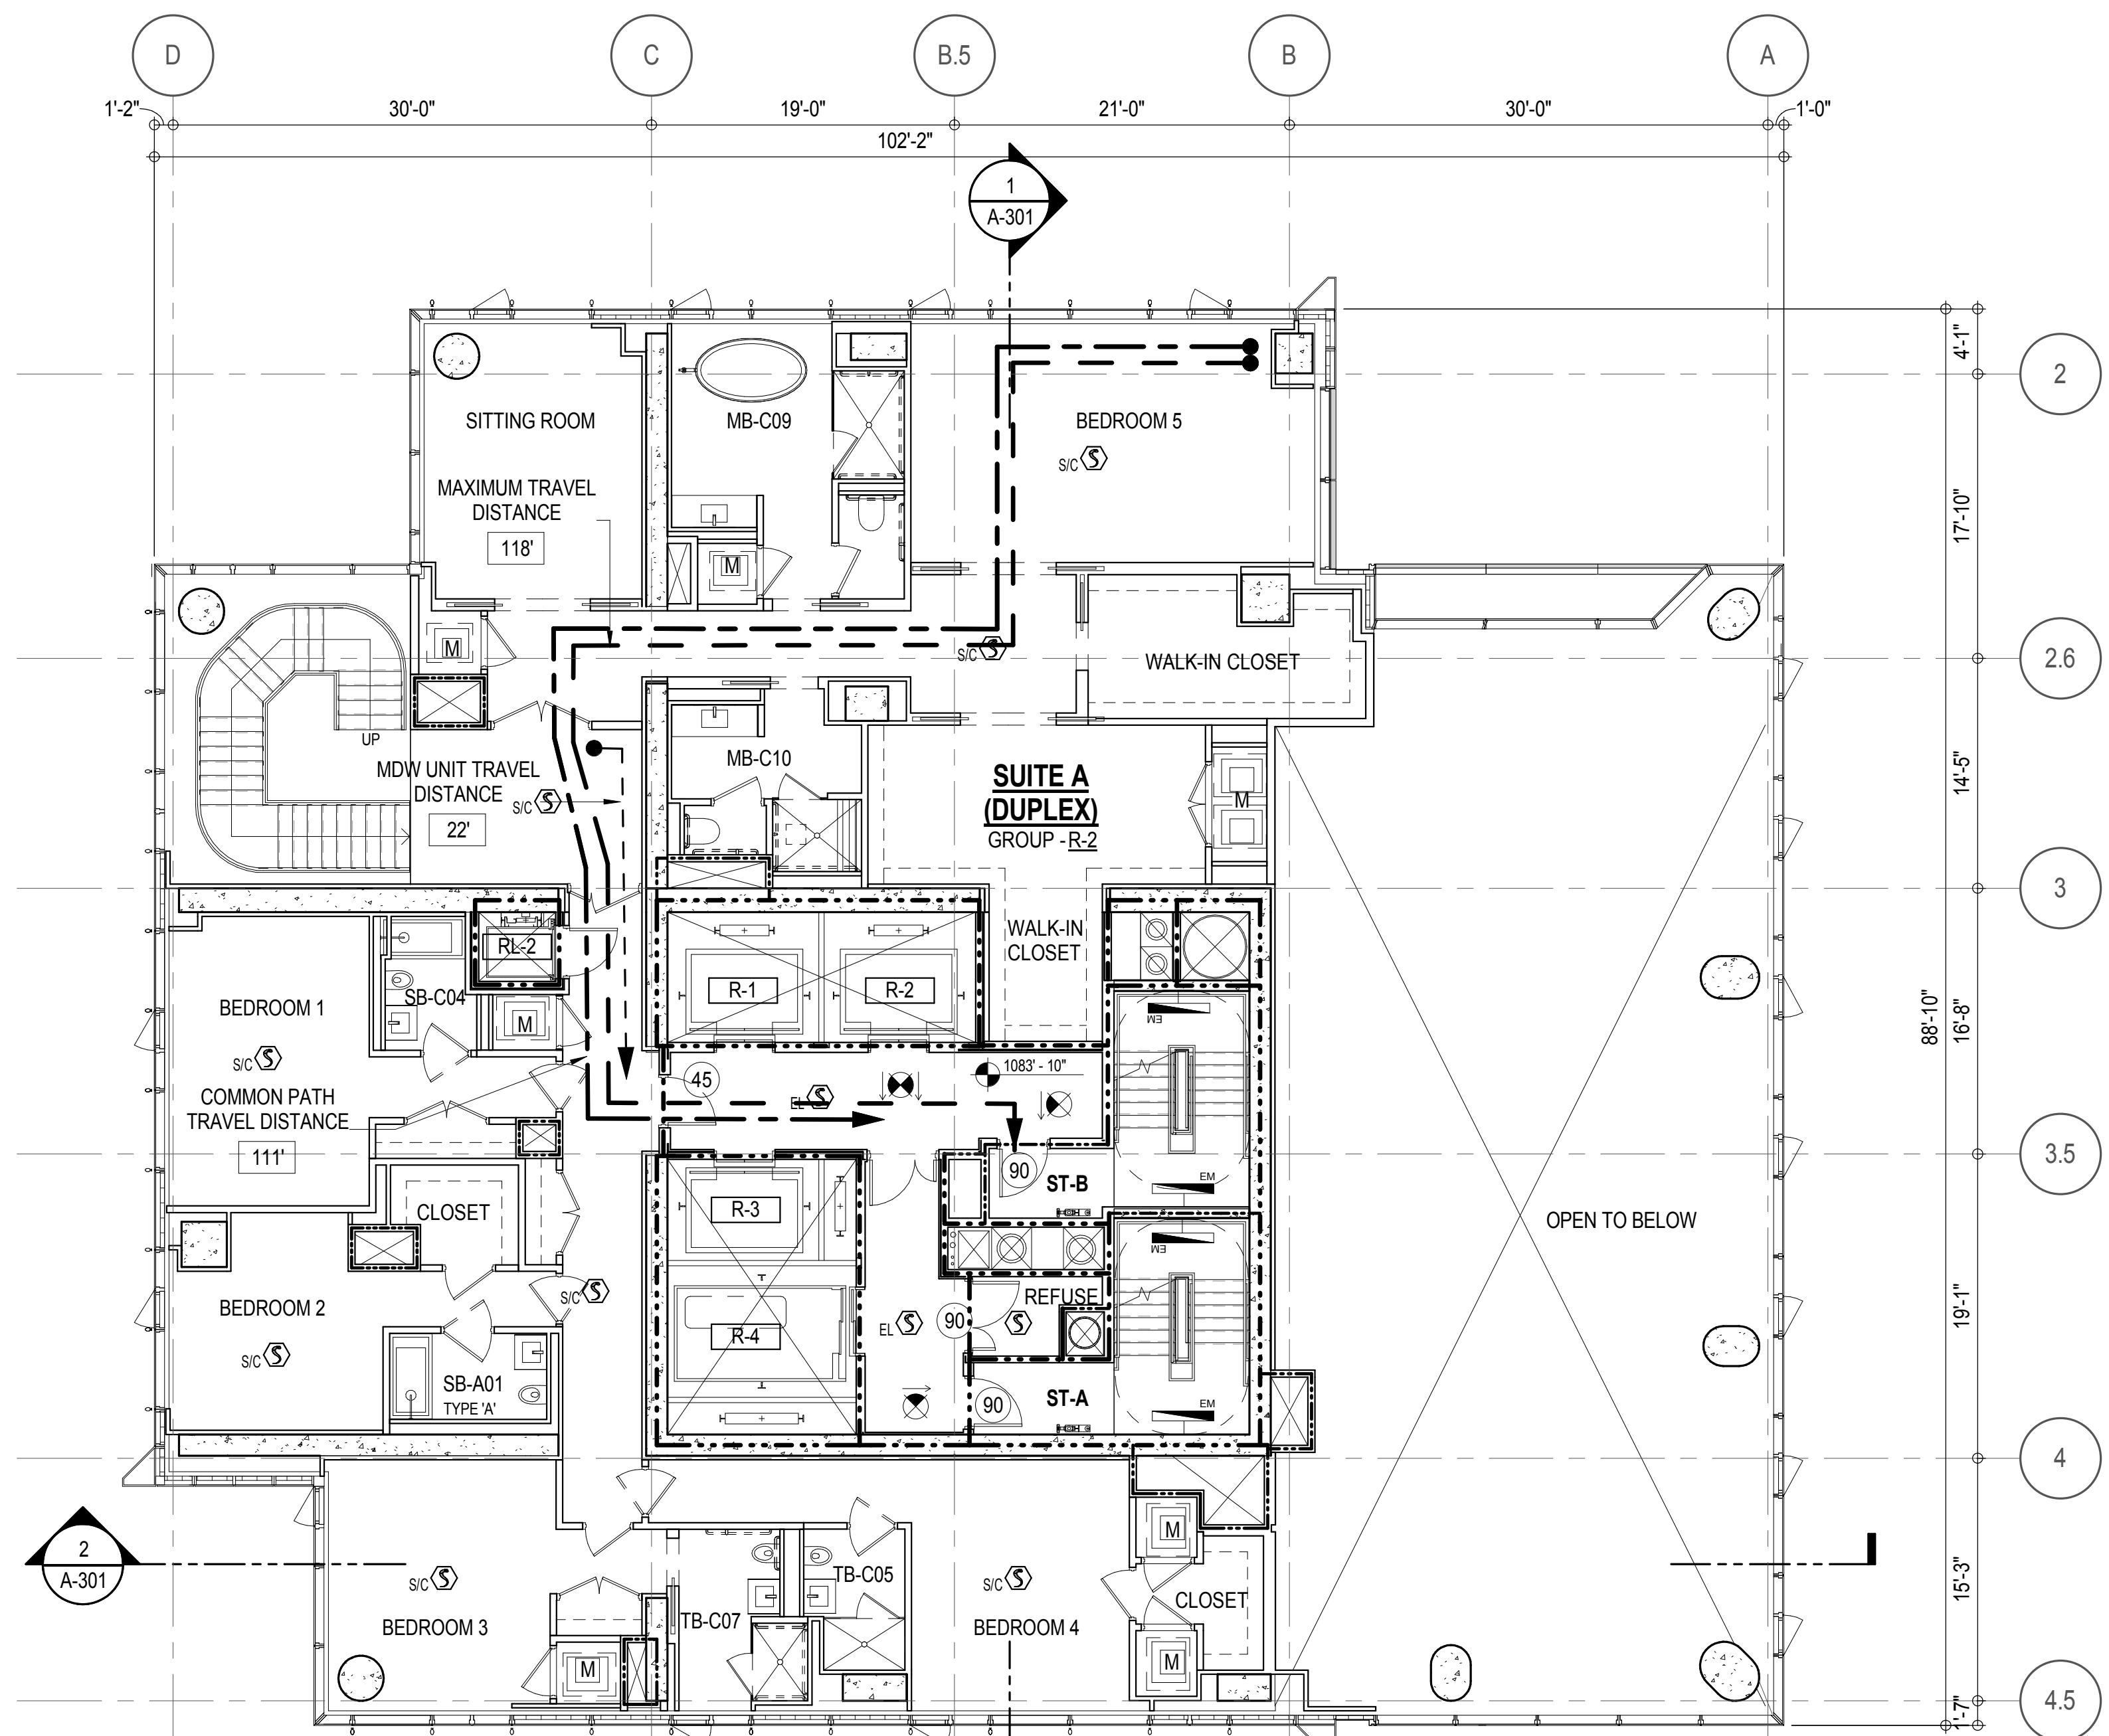 D
C
B.5
B
A
1'-2"
30'-0"
19'-0"
21'-0"
30'-0"
1'-0"
102'-2"
1
A-301
4'-1"
2
SITTING ROOM
MB-C09
BEDROOM 5
S/C S
MAXIMUM TRAVEL
DISTANCE
118'
M
17'-10"
M
S/C S
WALK-IN CLOSET
2.6
UP
MDW UNIT TRAVEL
DISTANCE
S/C S
22'
MB-C10
SUITE A
(DUPLEX)
GROUP - R-2
M
14'-5"
3
RL-2
WALK-IN
CLOSET
BEDROOM 1
SB-C04
R-1
R-2
M
EM
S/C S
COMMON PATH
TRAVEL DISTANCE
111'
45
EL S
1083' - 10"
88'-10"
16'-8"
3.5
90
ST-B
EM
R-3
CLOSET
OPEN TO BELOW
EM
BEDROOM 2
S/C S
S/C S
REFUSE
R-4
EL S
90
S
19'-1"
SB-A01
TYPE 'A'
90
ST-A
EM
4
2
A-301
M
S/C S
BEDROOM 3
TB-C07
TB-C05
S/C S
BEDROOM 4
CLOSET
15'-3"
M
M
1'-7"
4.5